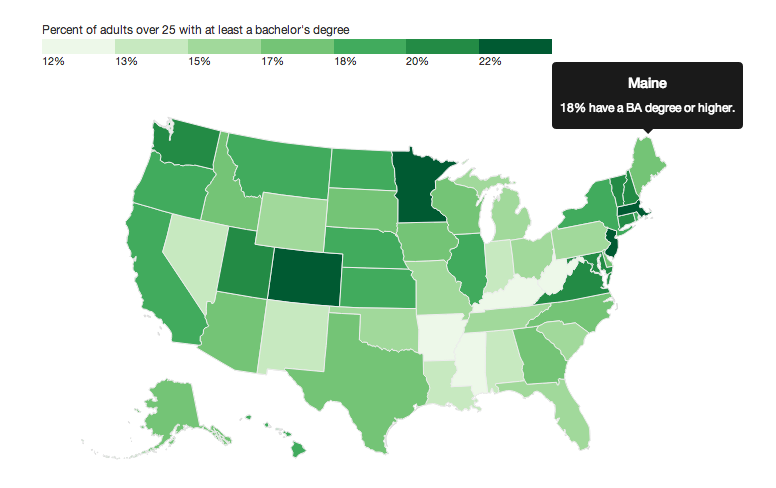 Percent of adults over 25 with at least a bachelor's degree
12% 13% 15% 17% 18% 20% 22%
Maine
18% have a BA degree or higher.